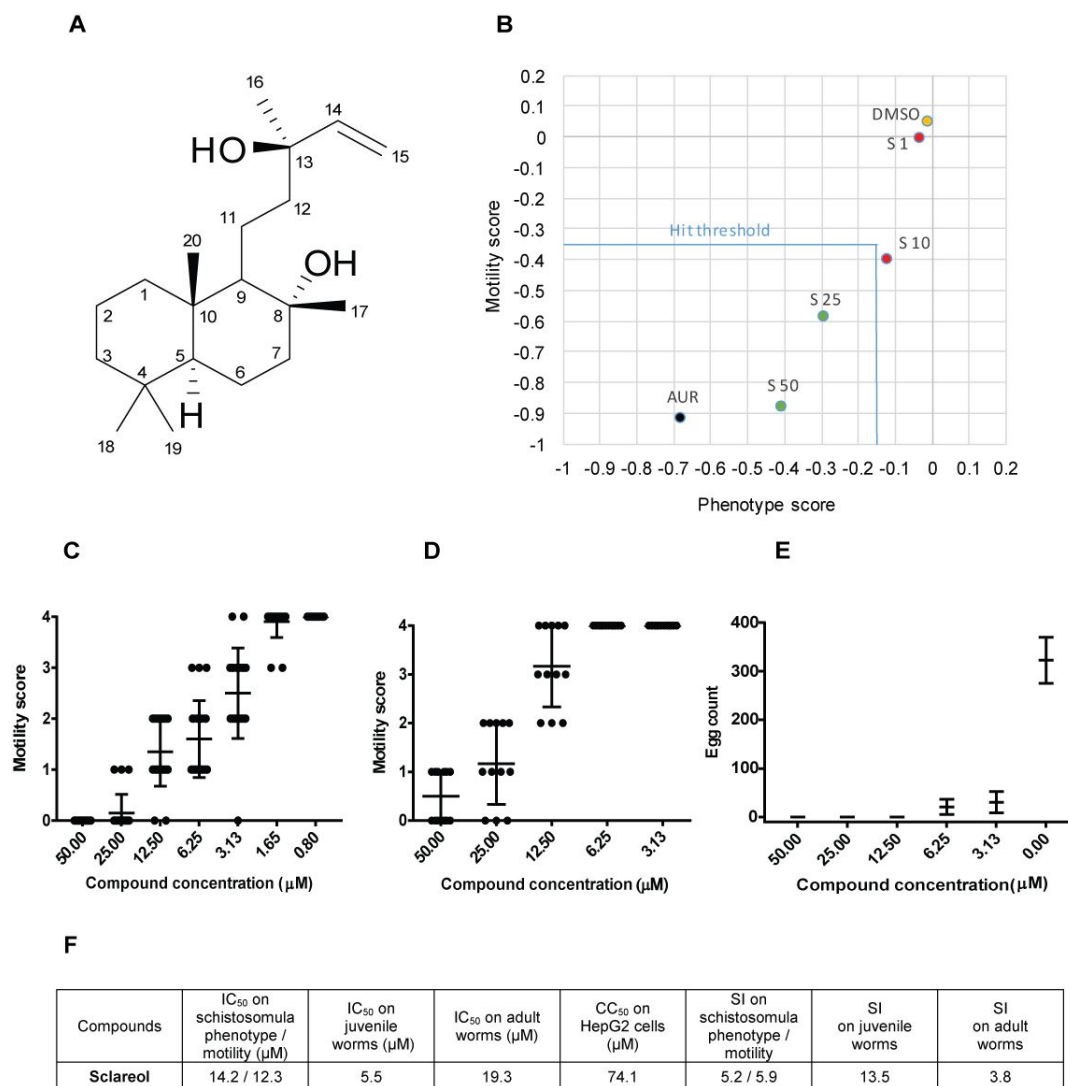 A
16
14
HO
13
15
12
11
20
OH
1
9
17
2
10
8
3
5
7
4
6
H
18
19
B
0.2
0.1
0
-0.1
-0.2
-0.3
-0.4
-0.5
-0.6
-0.7
-0.8
-0.9
-1
Motility score
DMSO
S 1
Hit threshold
S 10
S 25
S 50
AUR
-1 -0.9 -0.8 -0.7 -0.6 -0.5 -0.4 -0.3 -0.2 -0.1 0 0.1 0.2
Phenotype score
C
4
3
2
1
0
Motility score
50.00 25.00 12.50 6.25 3.13 1.65 0.80
Compound concentration (μM)
D
4
3
2
1
0
Motility score
50.00 25.00 12.50 6.25 3.13
Compound concentration (μM)
E
400
300
200
100
0
Egg count
50.00 25.00 12.50 6.25 3.13 0.00
Compound concentration(μM)
F
Compounds
IC50 on
schistosomula
phenotype /
motility (μM)
IC50 on
juvenile
worms (μM)
IC50 on adult
worms (μM)
CC50 on
HepG2 cells
(μM)
SI on
schistosomula
phenotype /
motility
SI
on juvenile
worms
SI
on adult
worms
Sclareol 14.2 / 12.3 5.5 19.3 74.1 5.2 / 5.9 13.5 3.8